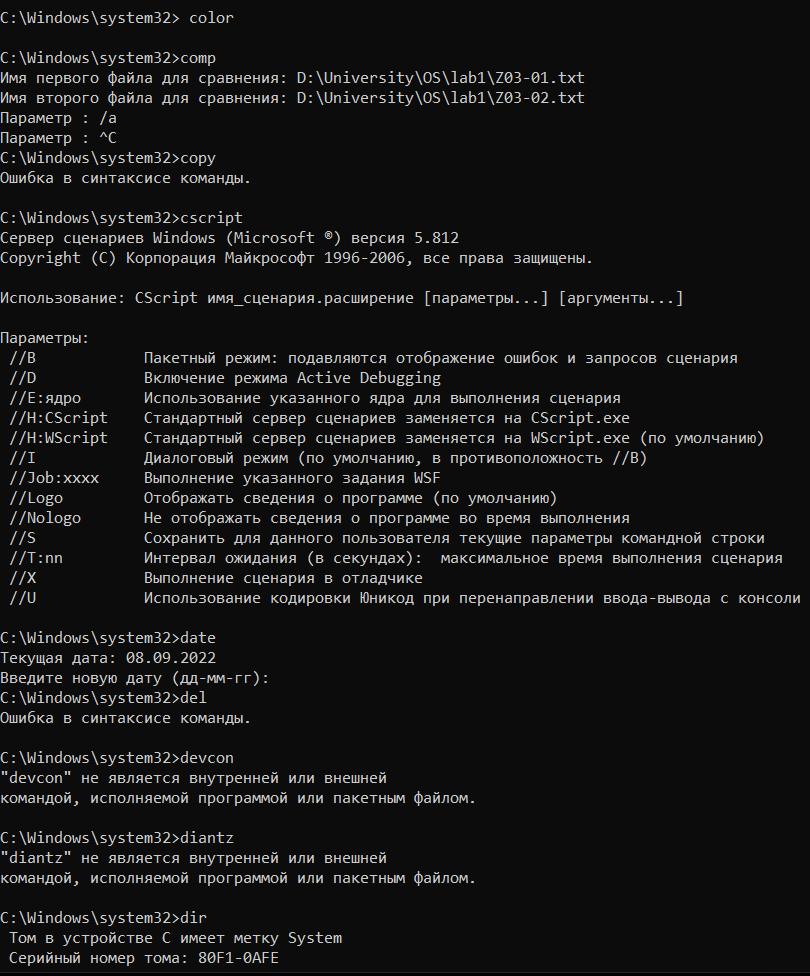 C:\Windows\system32> color
C:\Windows\system32>comp
Имя первого файла для сравнения: D:\University\OS\lab1\Z03-01.txt
Имя второго файла для сравнения: D:\University\OS\lab1\Z03-02.txt
Параметр : /a
Параметр : ^C
C:\Windows\system32>copy
Ошибка в синтаксисе команды.
C:\Windows\system32>cscript
Сервер сценариев Windows (Microsoft ®) версия 5.812
Copyright (C) Корпорация Майкрософт 1996-2006, все права защищены.
Использование: CScript имя_сценария.расширение [параметры...] [аргументы...]
Параметры:
//B Пакетный режим: подавляются отображение ошибок и запросов сценария
//D Включение режима Active Debugging
//E:ядро Использование указанного ядра для выполнения сценария
//H:CScript Стандартный сервер сценариев заменяется на CScript.exe
//H:WScript Стандартный сервер сценариев заменяется на WScript.exe (по умолчанию)
//I Диалоговый режим (по умолчанию, в противоположность //B)
//Job:xxxx Выполнение указанного задания WSF
//Logo Отображать сведения о программе (по умолчанию)
//Nologo Не отображать сведения о программе во время выполнения
//S Сохранить для данного пользователя текущие параметры командной строки
//T:nn Интервал ожидания (в секундах): максимальное время выполнения сценария
//X Выполнение сценария в отладчике
//U Использование кодировки Юникод при перенаправлении ввода-вывода с консоли
C:\Windows\system32>date
Текущая дата: 08.09.2022
Введите новую дату (дд-мм-гг):
C:\Windows\system32>del
Ошибка в синтаксисе команды.
C:\Windows\system32>devcon
"devcon" не является внутренней или внешней
командой, исполняемой программой или пакетным файлом.
C:\Windows\system32>diantz
"diantz" не является внутренней или внешней
командой, исполняемой программой или пакетным файлом.
C:\Windows\system32>dir
Том в устройстве C имеет метку System
Серийный номер тома: 80F1-0AFE